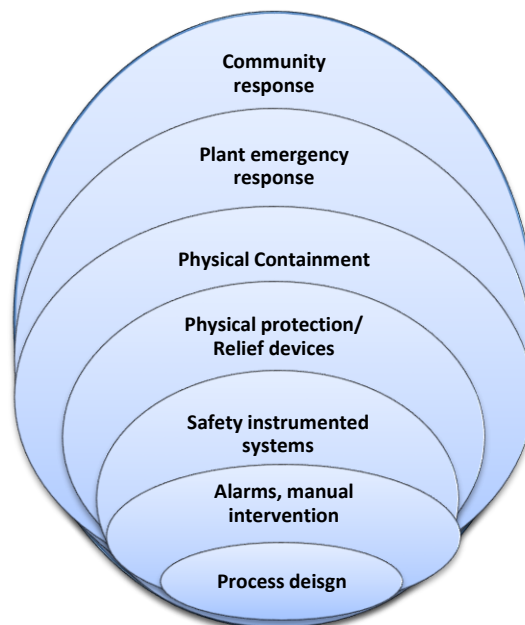 Community
response
Plant emergency
response
Physical Containment
Physical protection/
Relief devices
Safety instrumented
systems
Alarms, manual
intervention
Process deisgn